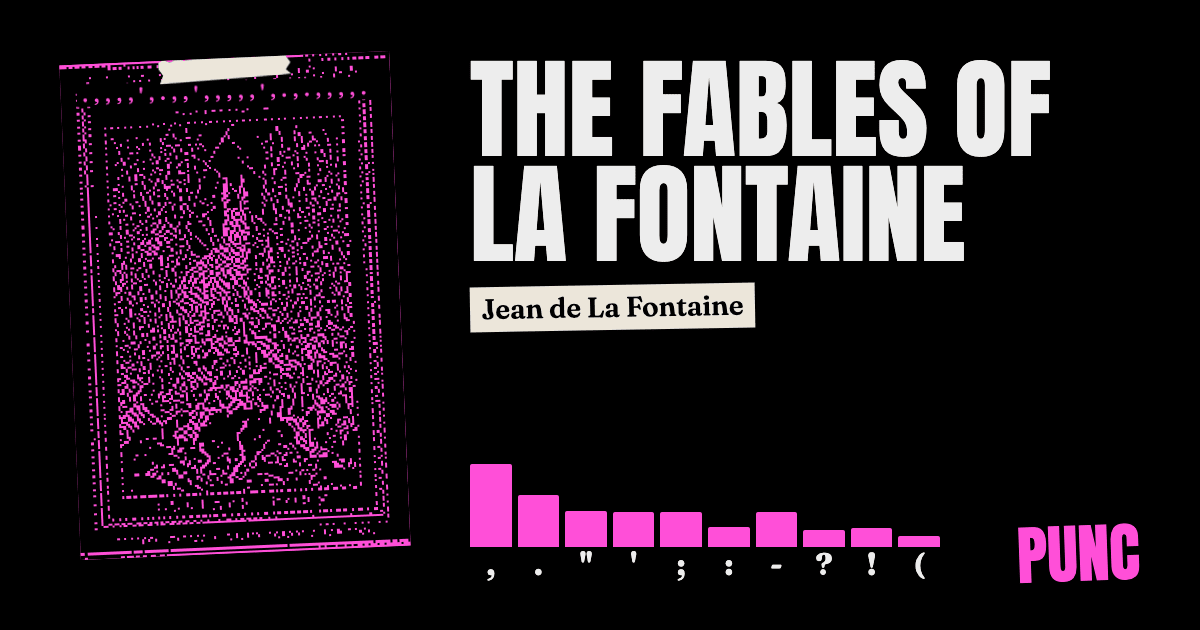 THE FABLES OF
LA FONTAINE
Jean de La Fontaine
, . " ' ; : - ? ! (
PUNC